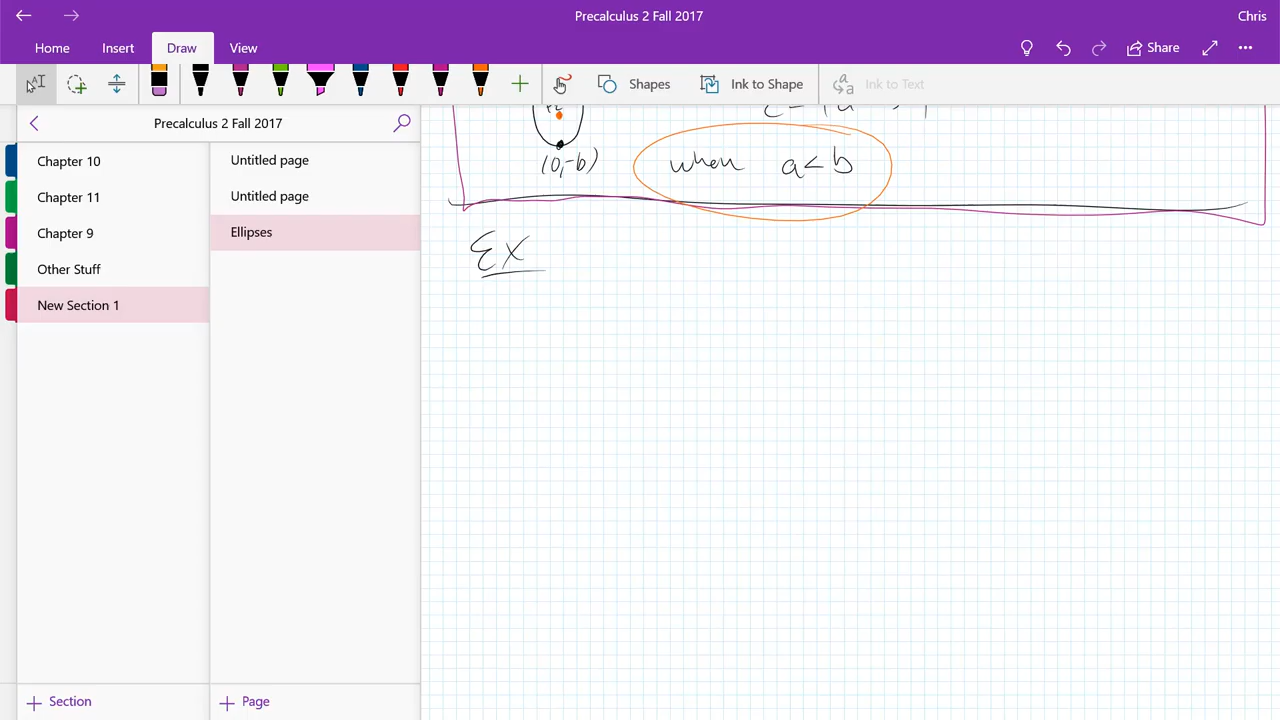 Precalculus 2 Fall 2017
Chris
Home Insert Draw View
Share
Shapes
Ink to Shape
Ink to Text
Precalculus 2 Fall 2017
Chapter 10
Chapter 11
Chapter 9
Other Stuff
New Section 1
Untitled page
Untitled page
Ellipses
+ Section
+ Page
(0,-b)
when a<b
Ex